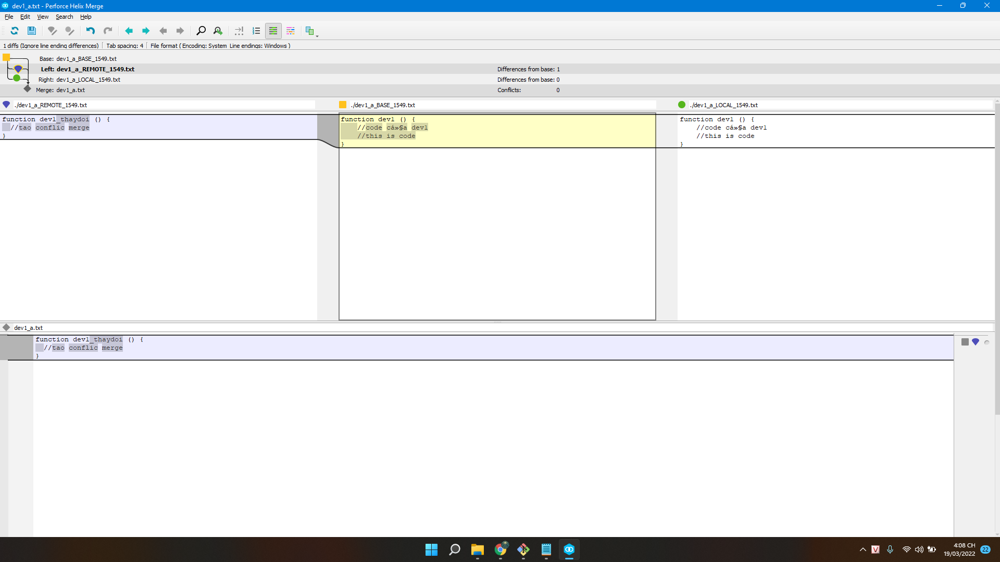 dev1_a.txt - Perforce Helix Merge
File Edit View Search Help
1 diffs (Ignore line ending differences) Tab spacing: 4 File format ( Encoding: System Line endings: Windows )
Base: dev1_a_BASE_1549.txt
Left: dev1_a_REMOTE_1549.txt Differences from base: 1
Right: dev1_a_LOCAL_1549.txt Differences from base: 0
Merge: dev1_a.txt Conflicts: 0
./dev1_a_REMOTE_1549.txt
function dev1_thaydoi () {
//tao conflic merge
}
./dev1_a_BASE_1549.txt
function dev1 () {
//code cá»§a dev1
//this is code
}
./dev1_a_LOCAL_1549.txt
function dev1 () {
//code cá»§a dev1
//this is code
}
dev1_a.txt
function dev1_thaydoi () {
//tao conflic merge
}
4:08 CH
19/03/2022
22